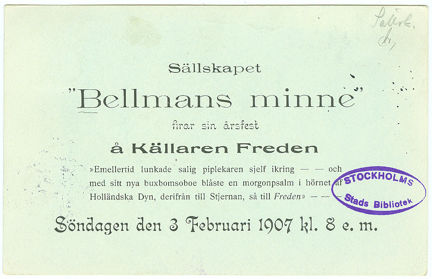 Sällskapet
"Bellmans minne"
firar sin årsfest
å Källaren Freden
»Emellertid lunkade salig piplekaren sjelf ikring — — och
med sitt nya buxbomsoboe blåste en morgonpsalm i hörnet af
Holländska Dyn, derifrån till Stjernan, så till Freden» — —
STOCKHOLMS
Stads Bibliotek
Söndagen den 3 Februari 1907 kl. 8 e. m.